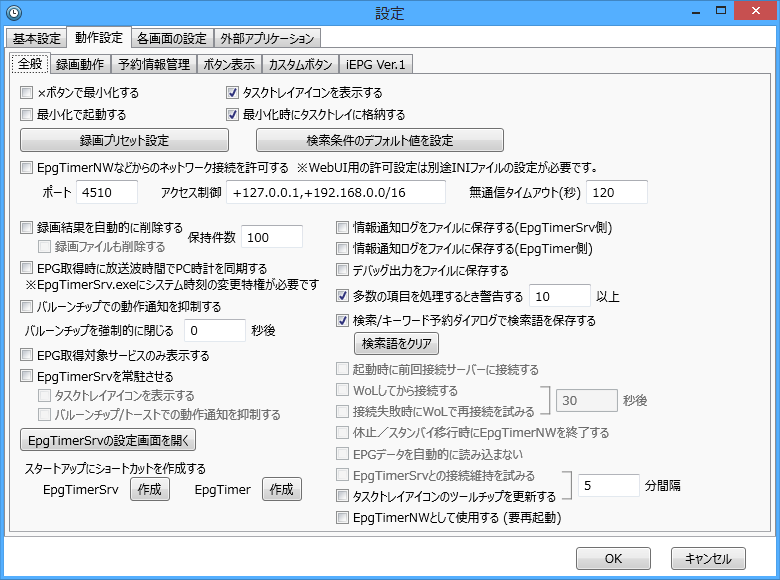 設定
基本設定 動作設定 各画面の設定 外部アプリケーション
全般 録画動作 予約情報管理 ボタン表示 カスタムボタン iEPG Ver.1
×ボタンで最小化する タスクトレイアイコンを表示する
最小化で起動する 最小化時にタスクトレイに格納する
録画プリセット設定 検索条件のデフォルト値を設定
EpgTimerNWなどからのネットワーク接続を許可する ※WebUI用の許可設定は別途INIファイルの設定が必要です。
ポート 4510 アクセス制御 +127.0.0.1,+192.168.0.0/16 無通信タイムアウト(秒) 120
録画結果を自動的に削除する
録画ファイルも削除する
保持件数 100
EPG取得時に放送波時間でPC時計を同期する
※EpgTimerSrv.exeにシステム時刻の変更特権が必要です
バルーンチップでの動作通知を抑制する
バルーンチップを強制的に閉じる 0 秒後
EPG取得対象サービスのみ表示する
EpgTimerSrvを常駐させる
タスクトレイアイコンを表示する
バルーンチップ/トーストでの動作通知を抑制する
EpgTimerSrvの設定画面を開く
スタートアップにショートカットを作成する
EpgTimerSrv 作成 EpgTimer 作成
情報通知ログをファイルに保存する(EpgTimerSrv側)
情報通知ログをファイルに保存する(EpgTimer側)
デバッグ出力をファイルに保存する
多数の項目を処理するとき警告する 10 以上
検索/キーワード予約ダイアログで検索語を保存する
検索語をクリア
起動時に前回接続サーバーに接続する
WoLしてから接続する
接続失敗時にWoLで再接続を試みる
30 秒後
休止／スタンバイ移行時にEpgTimerNWを終了する
EPGデータを自動的に読み込まない
EpgTimerSrvとの接続維持を試みる
タスクトレイアイコンのツールチップを更新する
5 分間隔
EpgTimerNWとして使用する (要再起動)
OK キャンセル